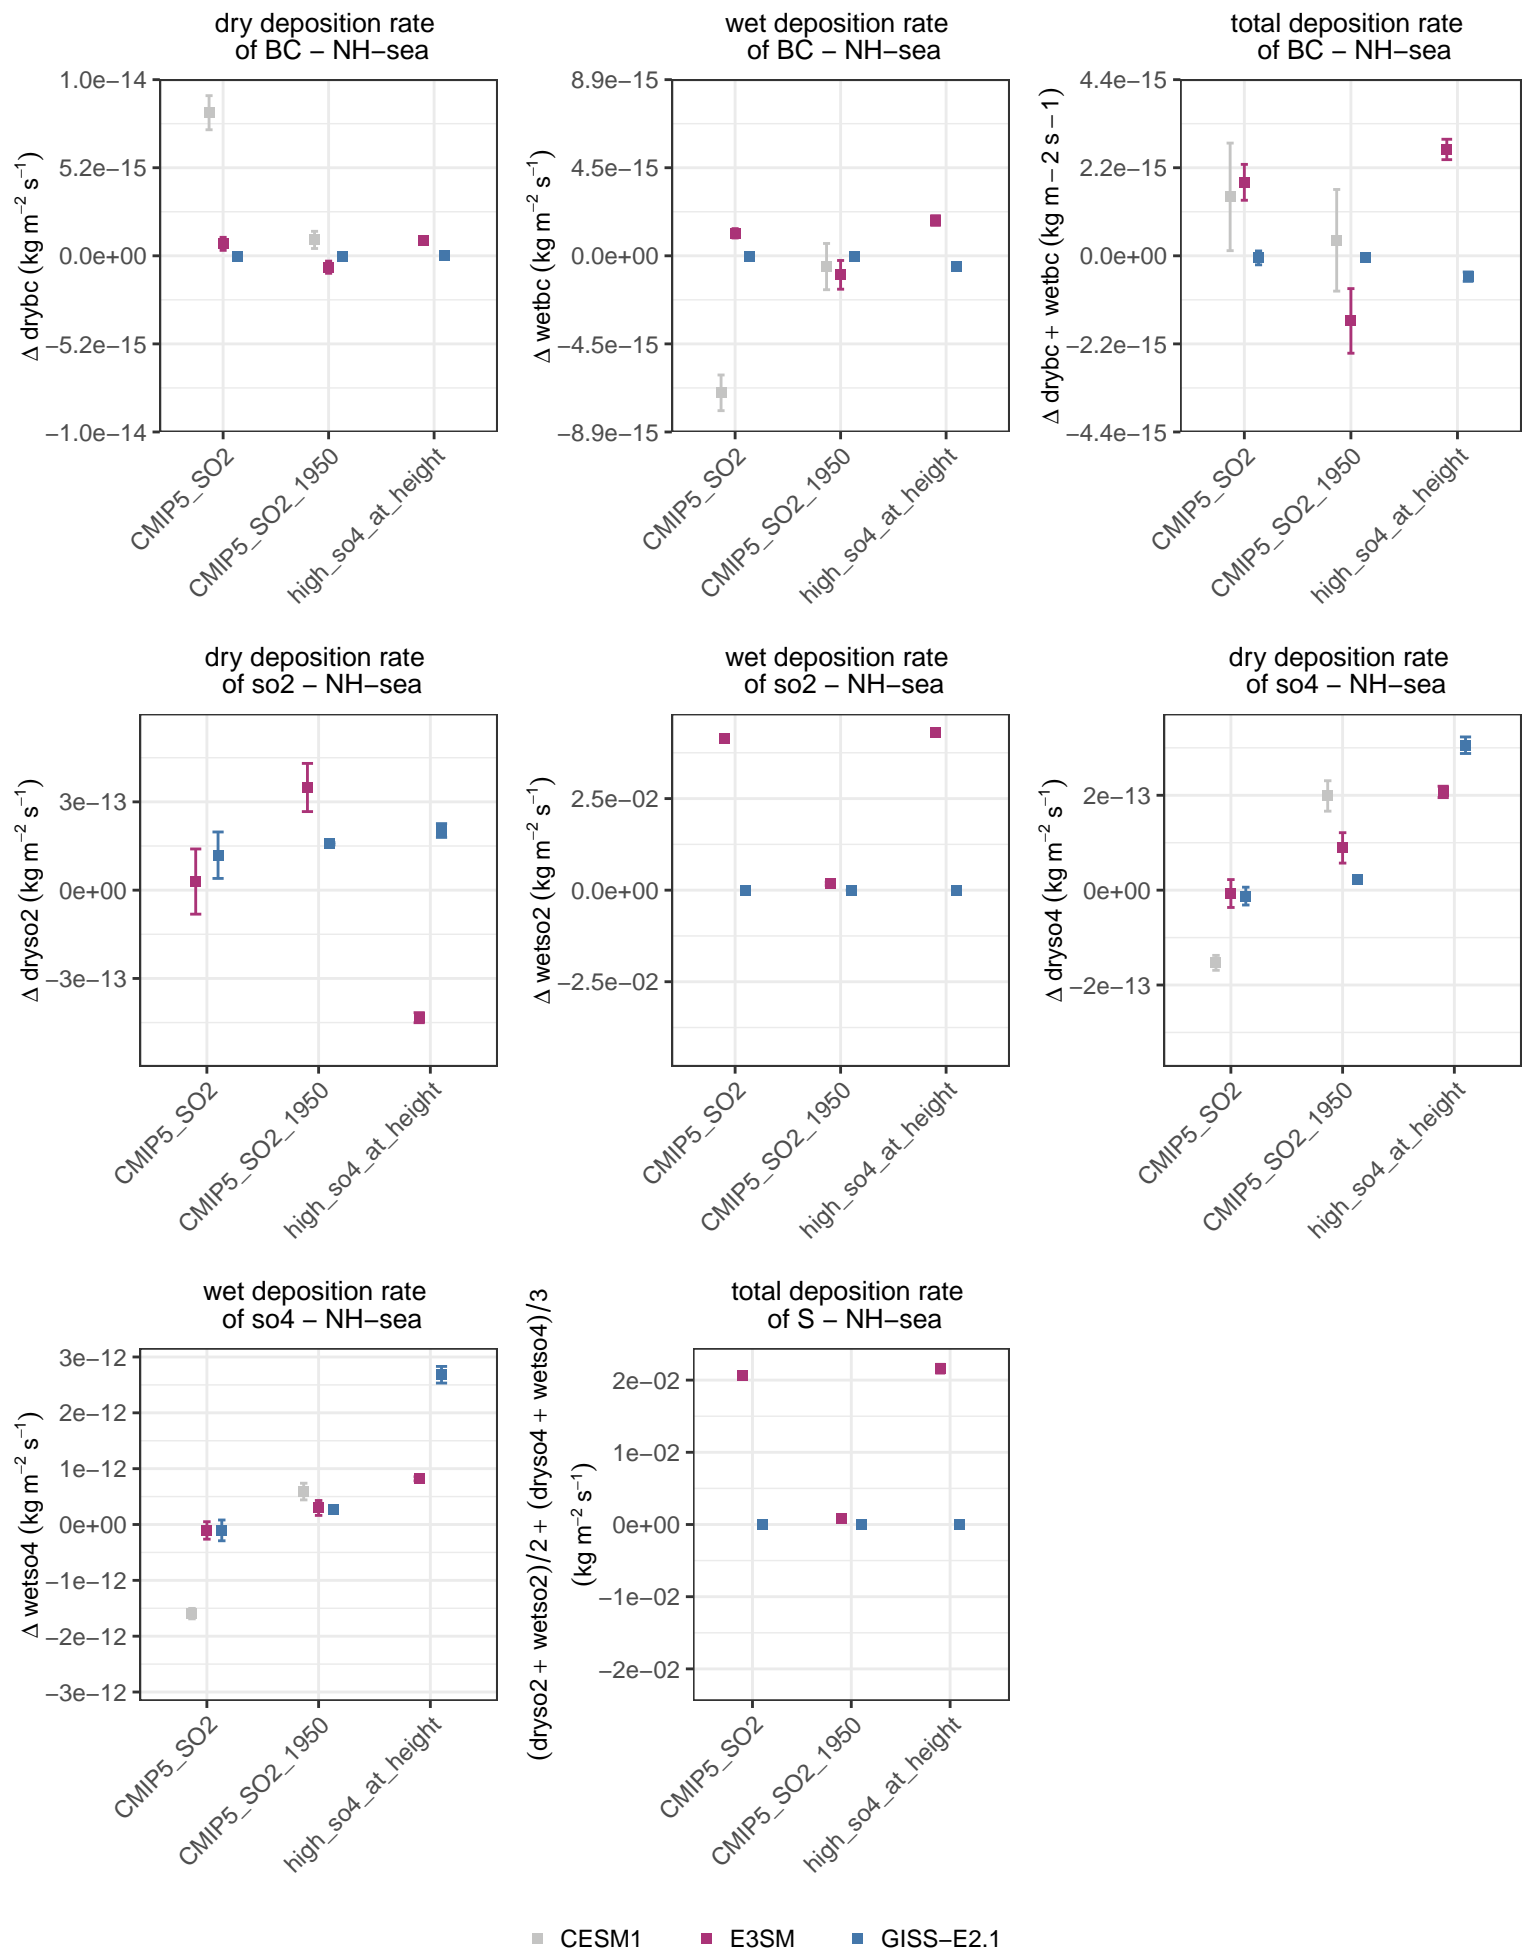 dry deposition rate
of BC − NH−sea
Δ drybc (kg m−2 s−1)
1.0e−14
5.2e−15
0.0e+00
−5.2e−15
−1.0e−14
CMIP5_SO2
CMIP5_SO2_1950
high_so4_at_height
wet deposition rate
of BC − NH−sea
Δ wetbc (kg m−2 s−1)
8.9e−15
4.5e−15
0.0e+00
−4.5e−15
−8.9e−15
CMIP5_SO2
CMIP5_SO2_1950
high_so4_at_height
total deposition rate
of BC − NH−sea
Δ drybc + wetbc (kg m − 2 s − 1)
4.4e−15
2.2e−15
0.0e+00
−2.2e−15
−4.4e−15
CMIP5_SO2
CMIP5_SO2_1950
high_so4_at_height
dry deposition rate
of so2 − NH−sea
Δ dryso2 (kg m−2 s−1)
3e−13
0e+00
−3e−13
CMIP5_SO2
CMIP5_SO2_1950
high_so4_at_height
wet deposition rate
of so2 − NH−sea
Δ wetso2 (kg m−2 s−1)
2.5e−02
0.0e+00
−2.5e−02
CMIP5_SO2
CMIP5_SO2_1950
high_so4_at_height
dry deposition rate
of so4 − NH−sea
Δ dryso4 (kg m−2 s−1)
2e−13
0e+00
−2e−13
CMIP5_SO2
CMIP5_SO2_1950
high_so4_at_height
wet deposition rate
of so4 − NH−sea
Δ wetso4 (kg m−2 s−1)
3e−12
2e−12
1e−12
0e+00
−1e−12
−2e−12
−3e−12
CMIP5_SO2
CMIP5_SO2_1950
high_so4_at_height
total deposition rate
of S − NH−sea
(dryso2 + wetso2)/2 + (dryso4 + wetso4)/3
(kg m−2 s−1)
2e−02
1e−02
0e+00
−1e−02
−2e−02
CMIP5_SO2
CMIP5_SO2_1950
high_so4_at_height
CESM1
E3SM
GISS−E2.1